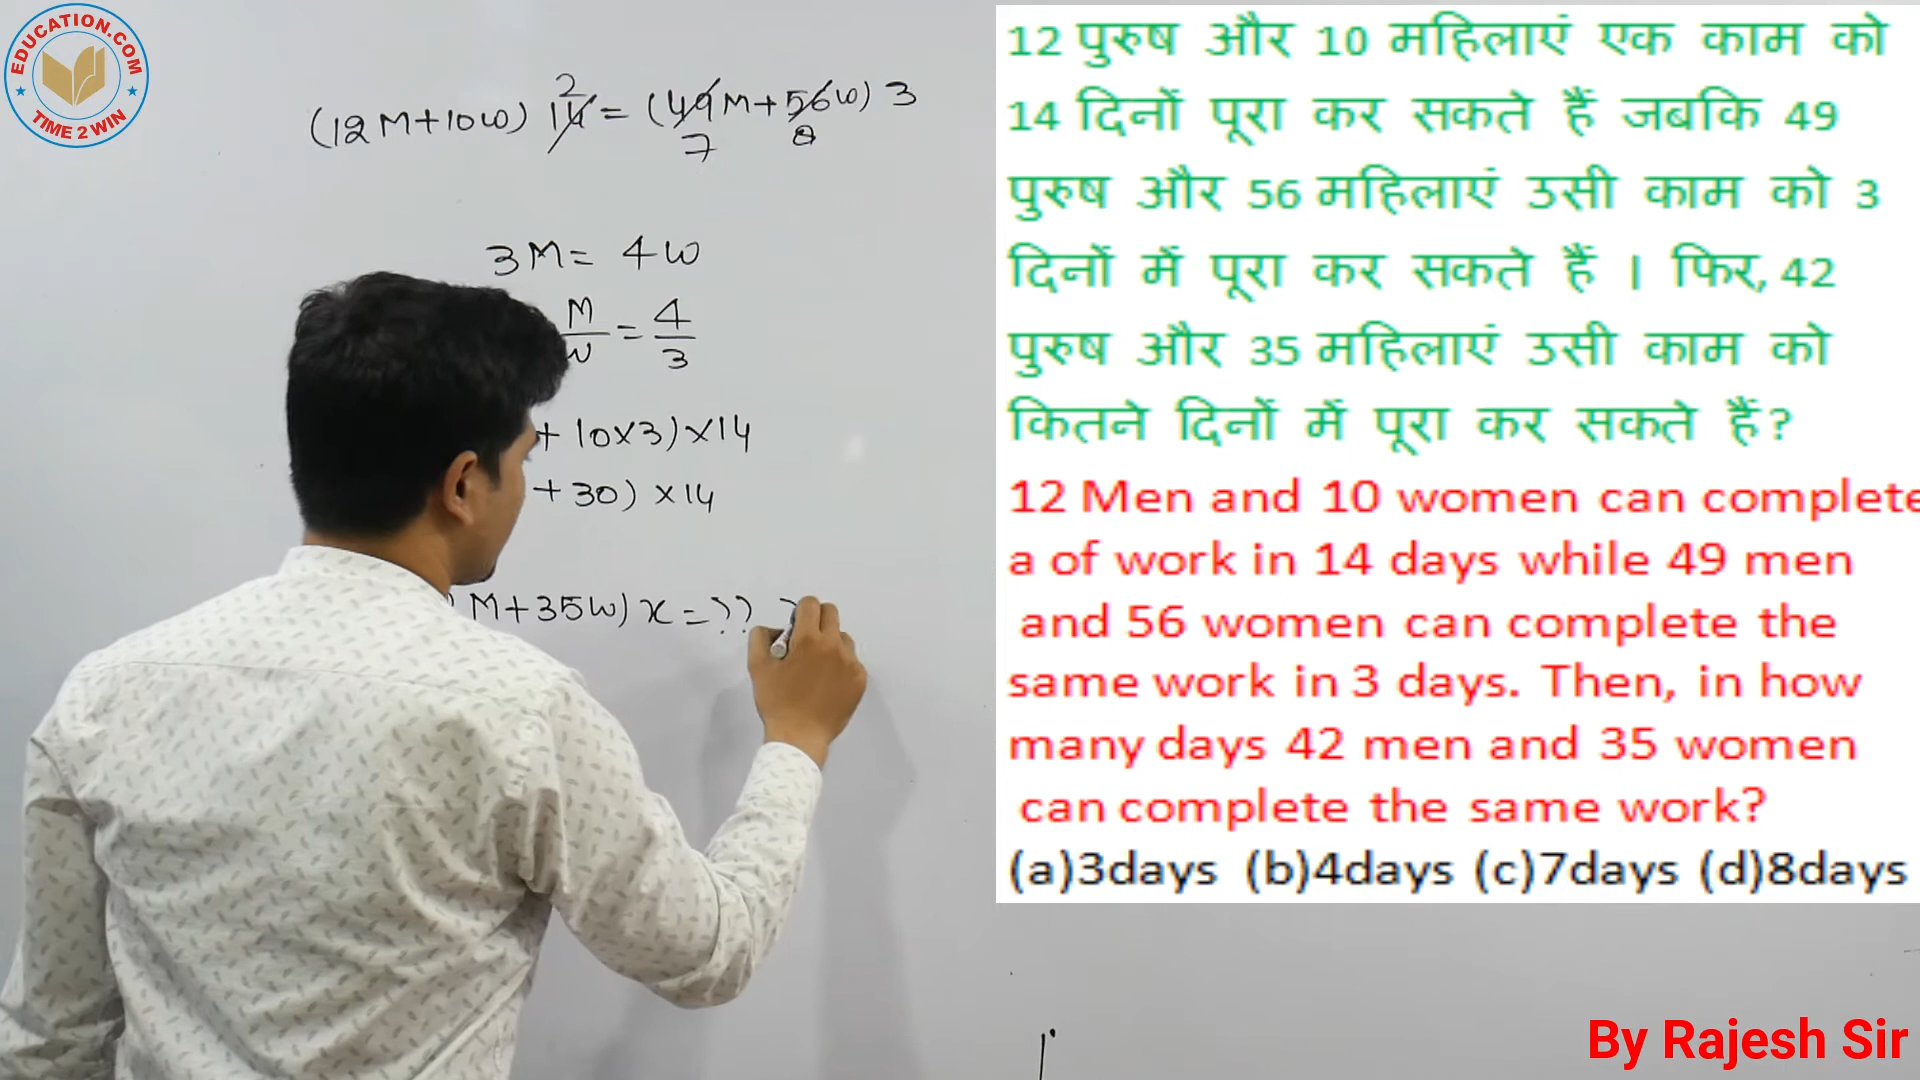 EDUCATION.COM
TIME 2 WIN
(12M+10W) 14 2 = (49M+56W) 3
7 8
3M = 4W
M/W = 4/3
+ 10×3)×14
+ 30) ×14
M+35W) x = ??
12 पुरुष और 10 महिलाएं एक काम को
14 दिनों पूरा कर सकते हैं जबकि 49
पुरुष और 56 महिलाएं उसी काम को 3
दिनों में पूरा कर सकते हैं । फिर, 42
पुरुष और 35 महिलाएं उसी काम को
कितने दिनों में पूरा कर सकते हैं?
12 Men and 10 women can complete
a of work in 14 days while 49 men
and 56 women can complete the
same work in 3 days. Then, in how
many days 42 men and 35 women
can complete the same work?
(a)3days (b)4days (c)7days (d)8days
By Rajesh Sir